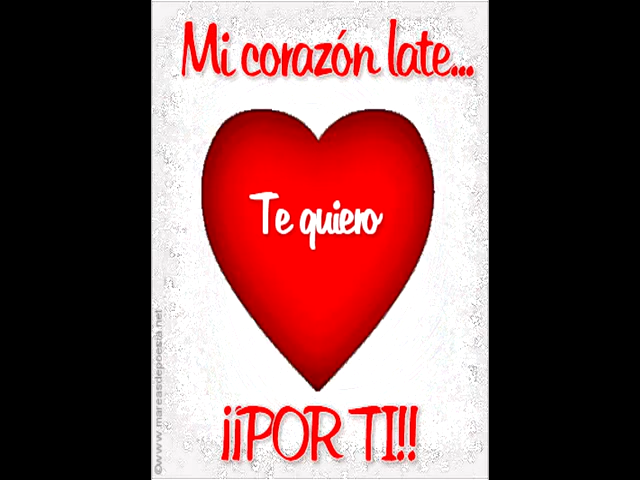 Mi corazón late...
Te quiero
¡¡POR TI!!
©www.mareasdepoesia.net